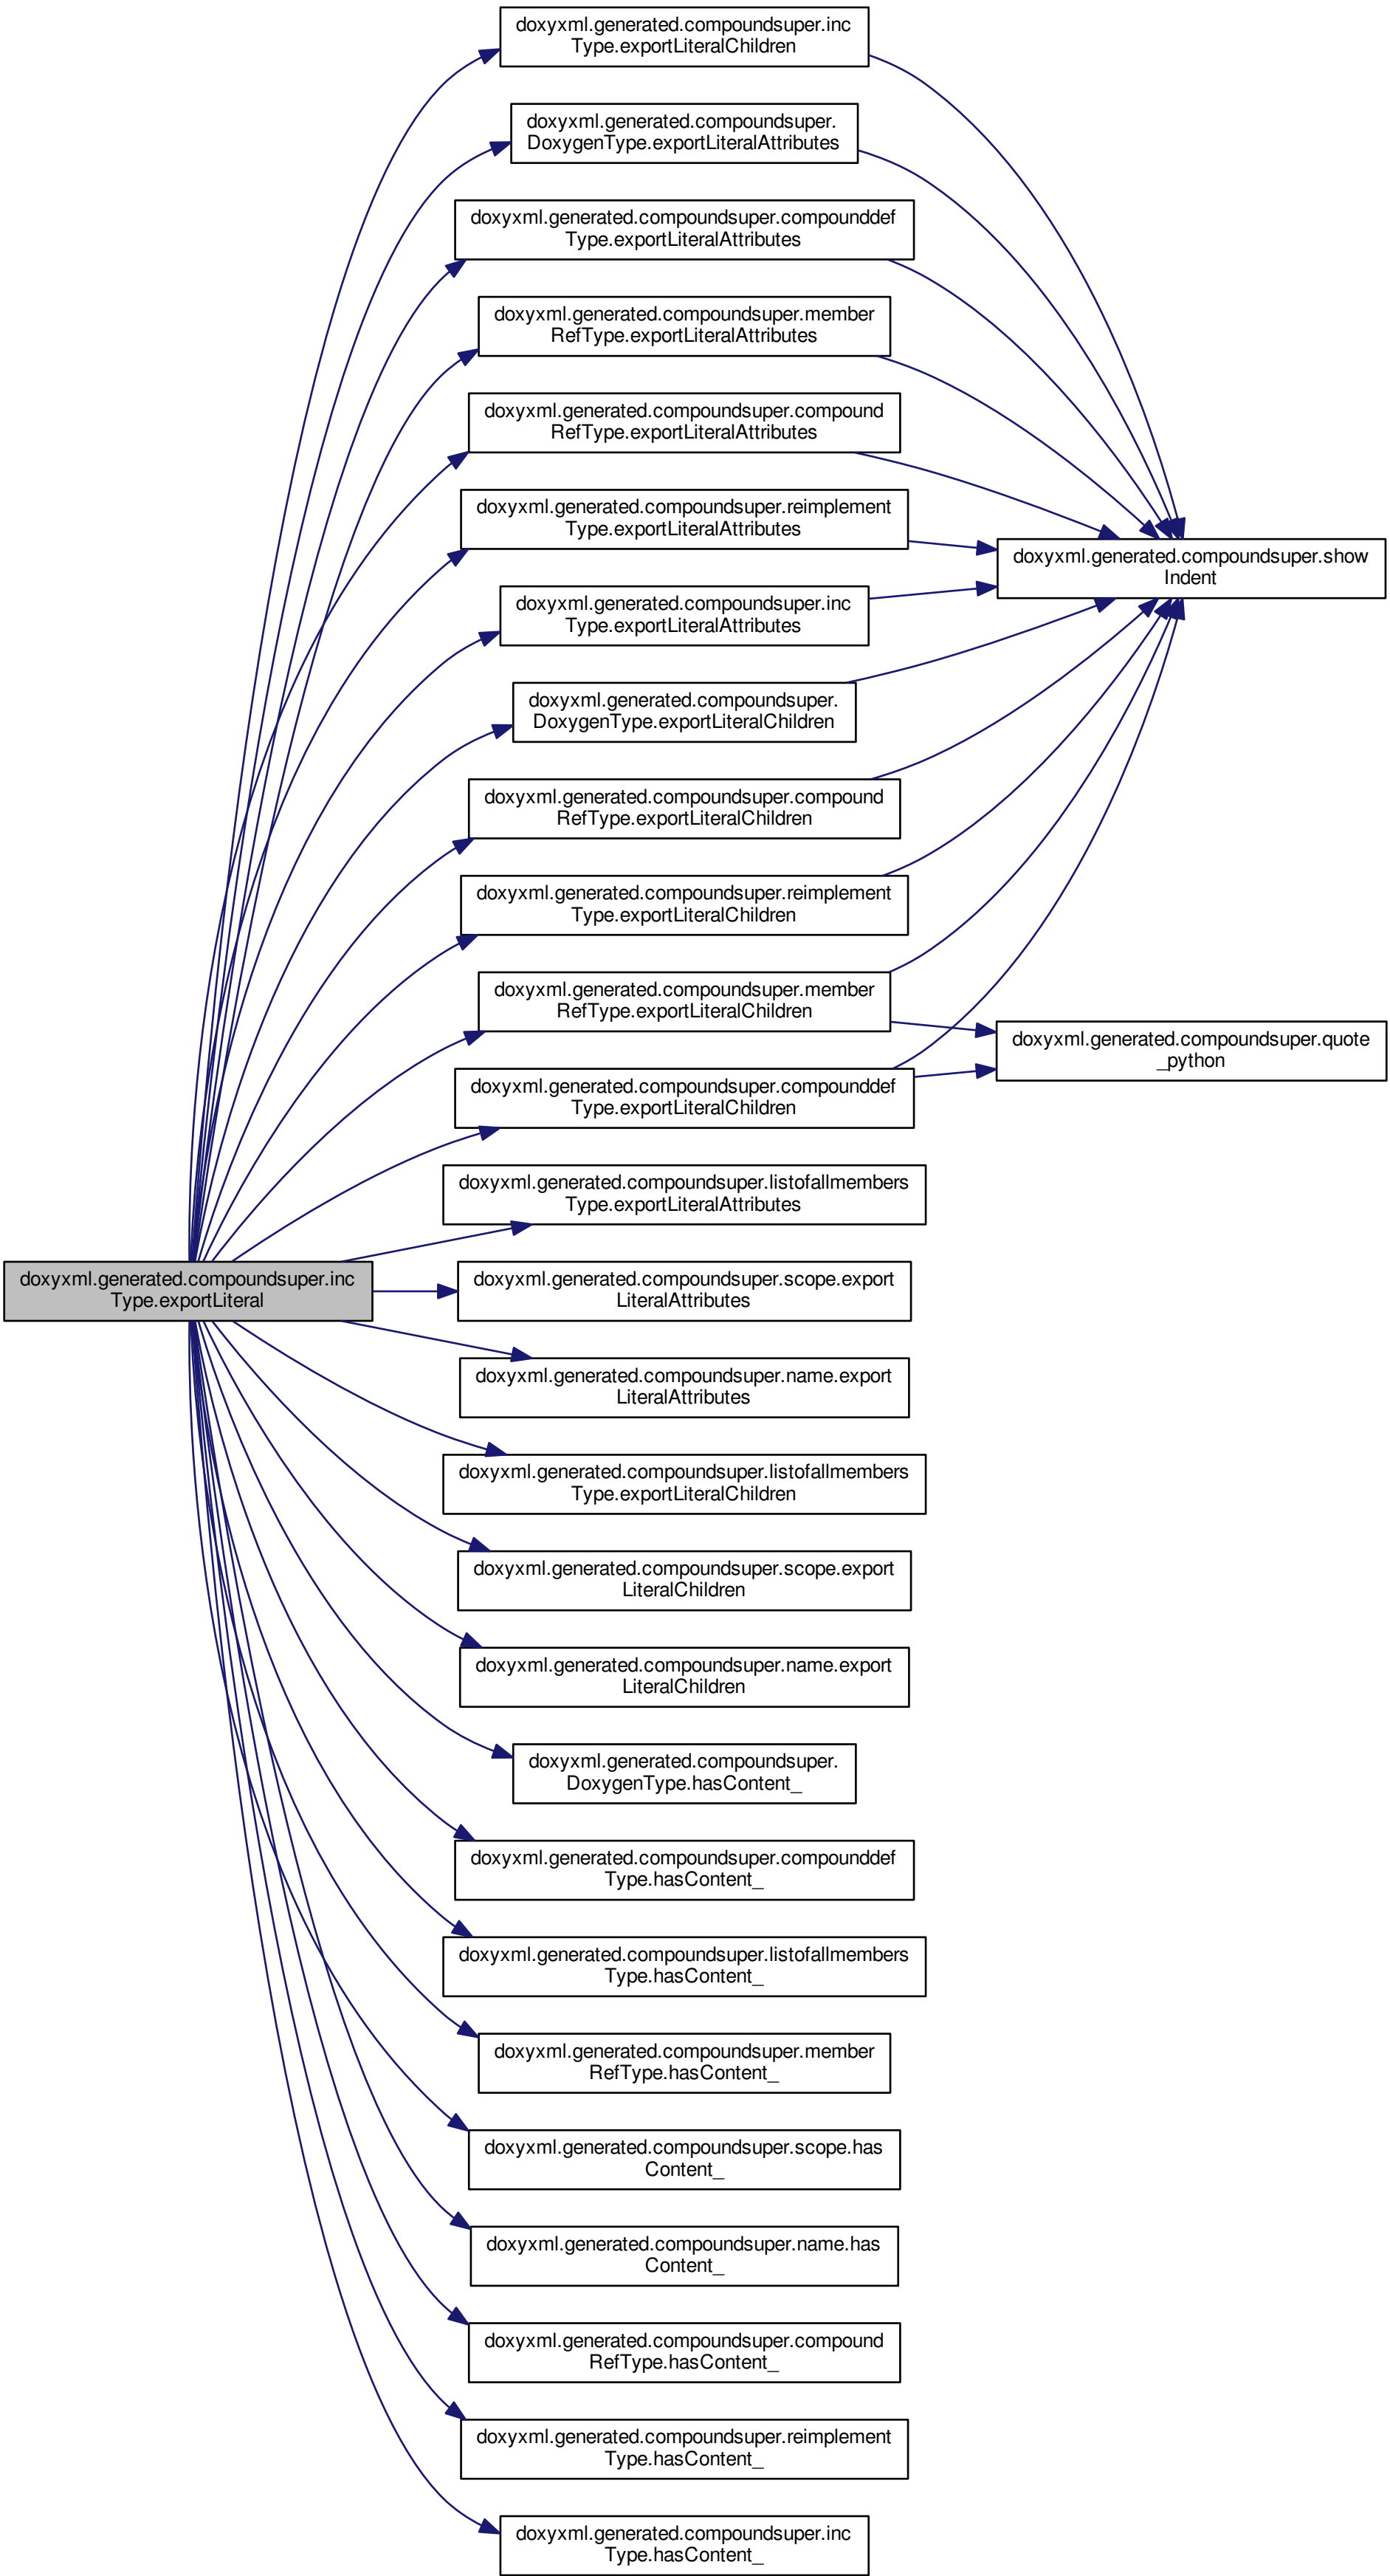 doxyxml.generated.compoundsuper.inc
Type.exportLiteralChildren
doxyxml.generated.compoundsuper.
DoxygenType.exportLiteralAttributes
doxyxml.generated.compoundsuper.compounddef
Type.exportLiteralAttributes
doxyxml.generated.compoundsuper.member
RefType.exportLiteralAttributes
doxyxml.generated.compoundsuper.compound
RefType.exportLiteralAttributes
doxyxml.generated.compoundsuper.reimplement
Type.exportLiteralAttributes
doxyxml.generated.compoundsuper.show
Indent
doxyxml.generated.compoundsuper.inc
Type.exportLiteralAttributes
doxyxml.generated.compoundsuper.
DoxygenType.exportLiteralChildren
doxyxml.generated.compoundsuper.compound
RefType.exportLiteralChildren
doxyxml.generated.compoundsuper.reimplement
Type.exportLiteralChildren
doxyxml.generated.compoundsuper.member
RefType.exportLiteralChildren
doxyxml.generated.compoundsuper.quote
_python
doxyxml.generated.compoundsuper.compounddef
Type.exportLiteralChildren
doxyxml.generated.compoundsuper.listofallmembers
Type.exportLiteralAttributes
doxyxml.generated.compoundsuper.inc
Type.exportLiteral
doxyxml.generated.compoundsuper.scope.export
LiteralAttributes
doxyxml.generated.compoundsuper.name.export
LiteralAttributes
doxyxml.generated.compoundsuper.listofallmembers
Type.exportLiteralChildren
doxyxml.generated.compoundsuper.scope.export
LiteralChildren
doxyxml.generated.compoundsuper.name.export
LiteralChildren
doxyxml.generated.compoundsuper.
DoxygenType.hasContent_
doxyxml.generated.compoundsuper.compounddef
Type.hasContent_
doxyxml.generated.compoundsuper.listofallmembers
Type.hasContent_
doxyxml.generated.compoundsuper.member
RefType.hasContent_
doxyxml.generated.compoundsuper.scope.has
Content_
doxyxml.generated.compoundsuper.name.has
Content_
doxyxml.generated.compoundsuper.compound
RefType.hasContent_
doxyxml.generated.compoundsuper.reimplement
Type.hasContent_
doxyxml.generated.compoundsuper.inc
Type.hasContent_